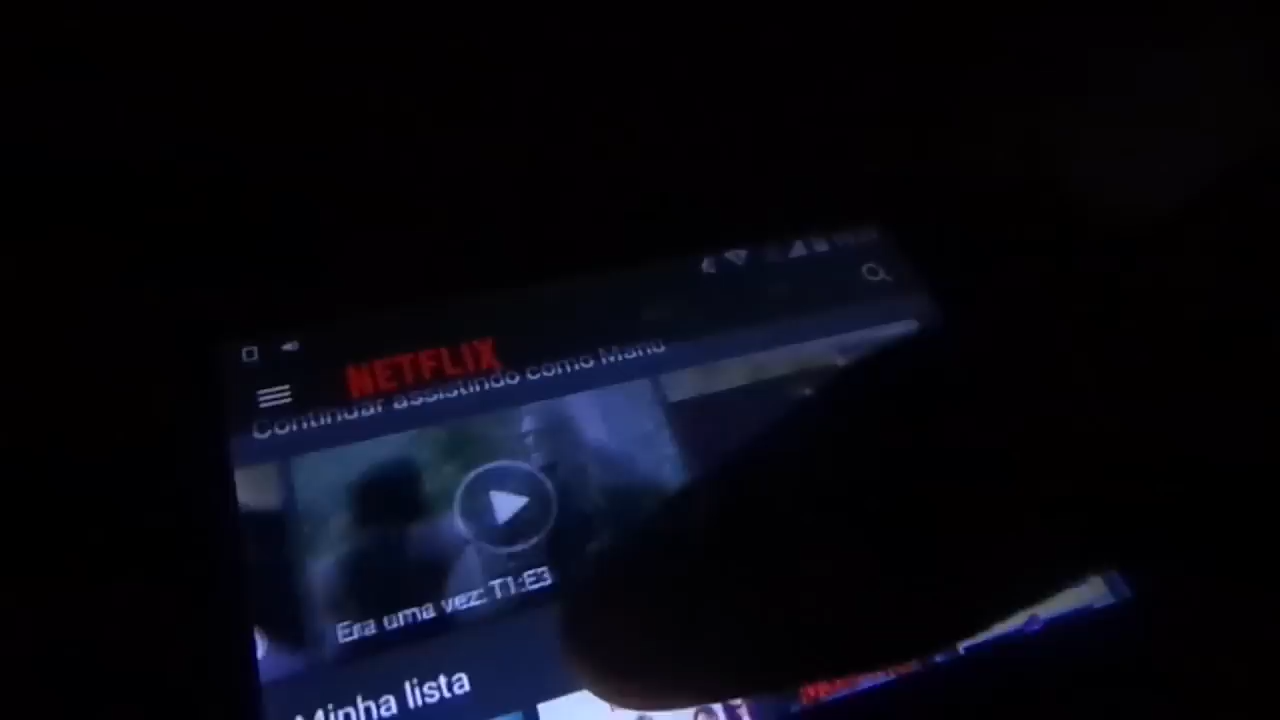 NETFLIX
Continuar assistindo como Manu
Era uma vez: T1:E3
Minha lista